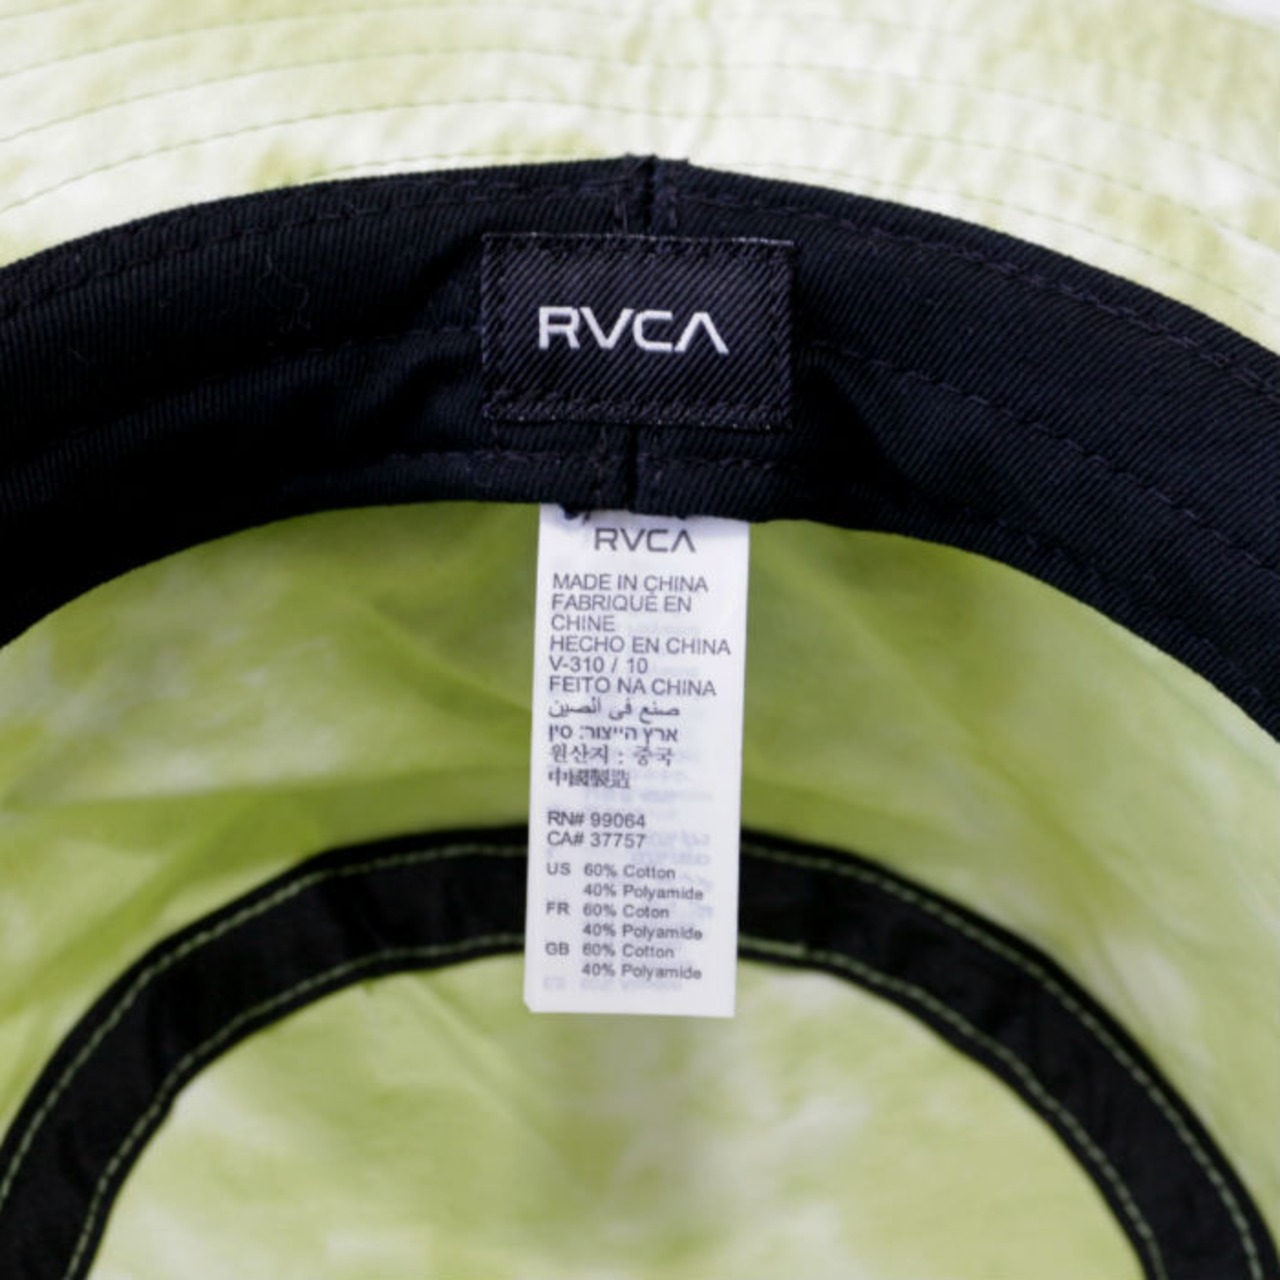 RVCA
RVCA
MADE IN CHINA
FABRIQUÉ EN
CHINE
HECHO EN CHINA
V-310 / 10
FEITO NA CHINA
صنع في الصين
ארץ הייצור: סין
원산지 : 중국
中國製造
RN# 99064
CA# 37757
US 60% Cotton
40% Polyamide
FR 60% Coton
40% Polyamide
GB 60% Cotton
40% Polyamide